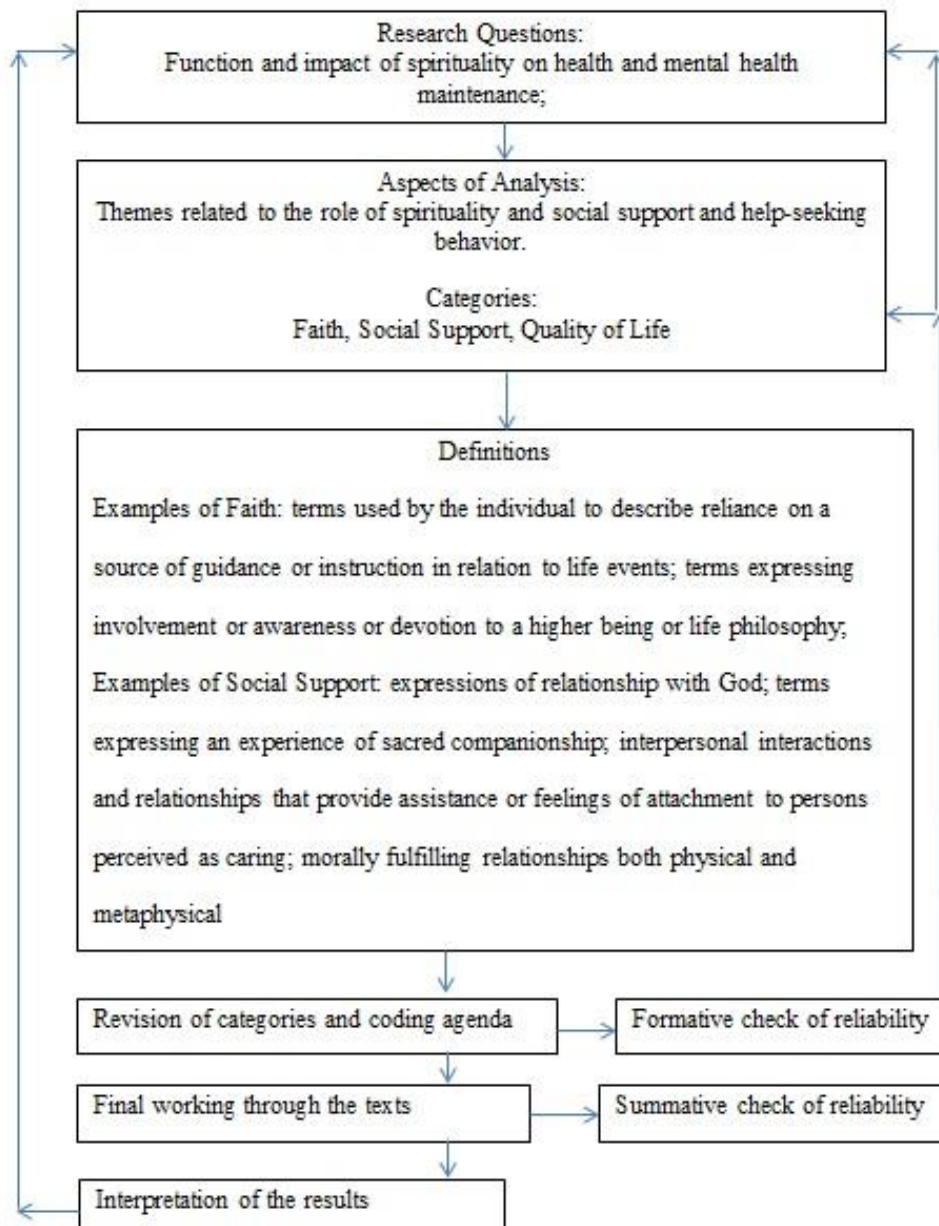 Research Questions:
Function and impact of spirituality on health and mental health
maintenance;
Aspects of Analysis:
Themes related to the role of spirituality and social support and help-seeking
behavior.
Categories:
Faith, Social Support, Quality of Life
Definitions
Examples of Faith: terms used by the individual to describe reliance on a
source of guidance or instruction in relation to life events; terms expressing
involvement or awareness or devotion to a higher being or life philosophy;
Examples of Social Support: expressions of relationship with God; terms
expressing an experience of sacred companionship; interpersonal interactions
and relationships that provide assistance or feelings of attachment to persons
perceived as caring; morally fulfilling relationships both physical and
metaphysical
Revision of categories and coding agenda
Formative check of reliability
Final working through the texts
Summative check of reliability
Interpretation of the results